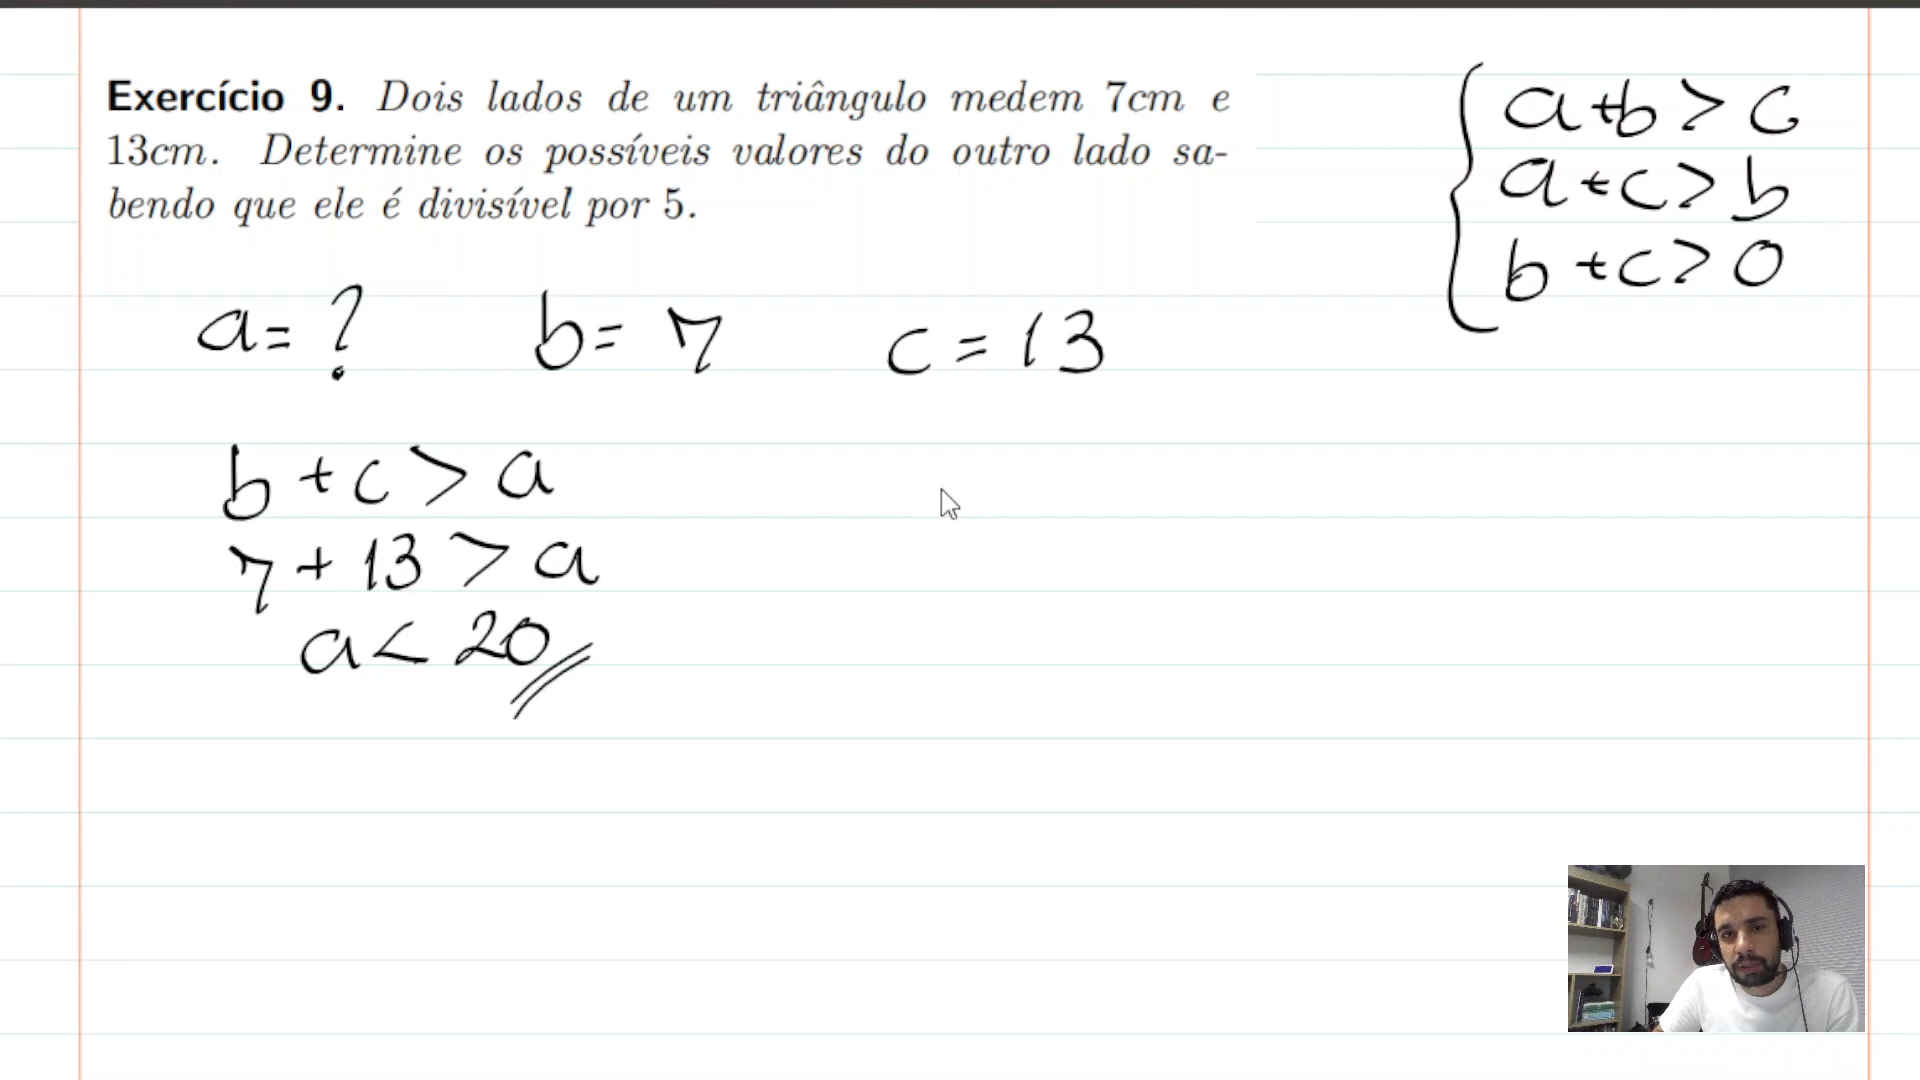 Exercício 9. Dois lados de um triângulo medem 7cm e
13cm. Determine os possíveis valores do outro lado sa-
bendo que ele é divisível por 5.
a+b > c
a+c > b
b+c > 0
a = ? b = 7 c = 13
b + c > a
7 + 13 > a
a < 20